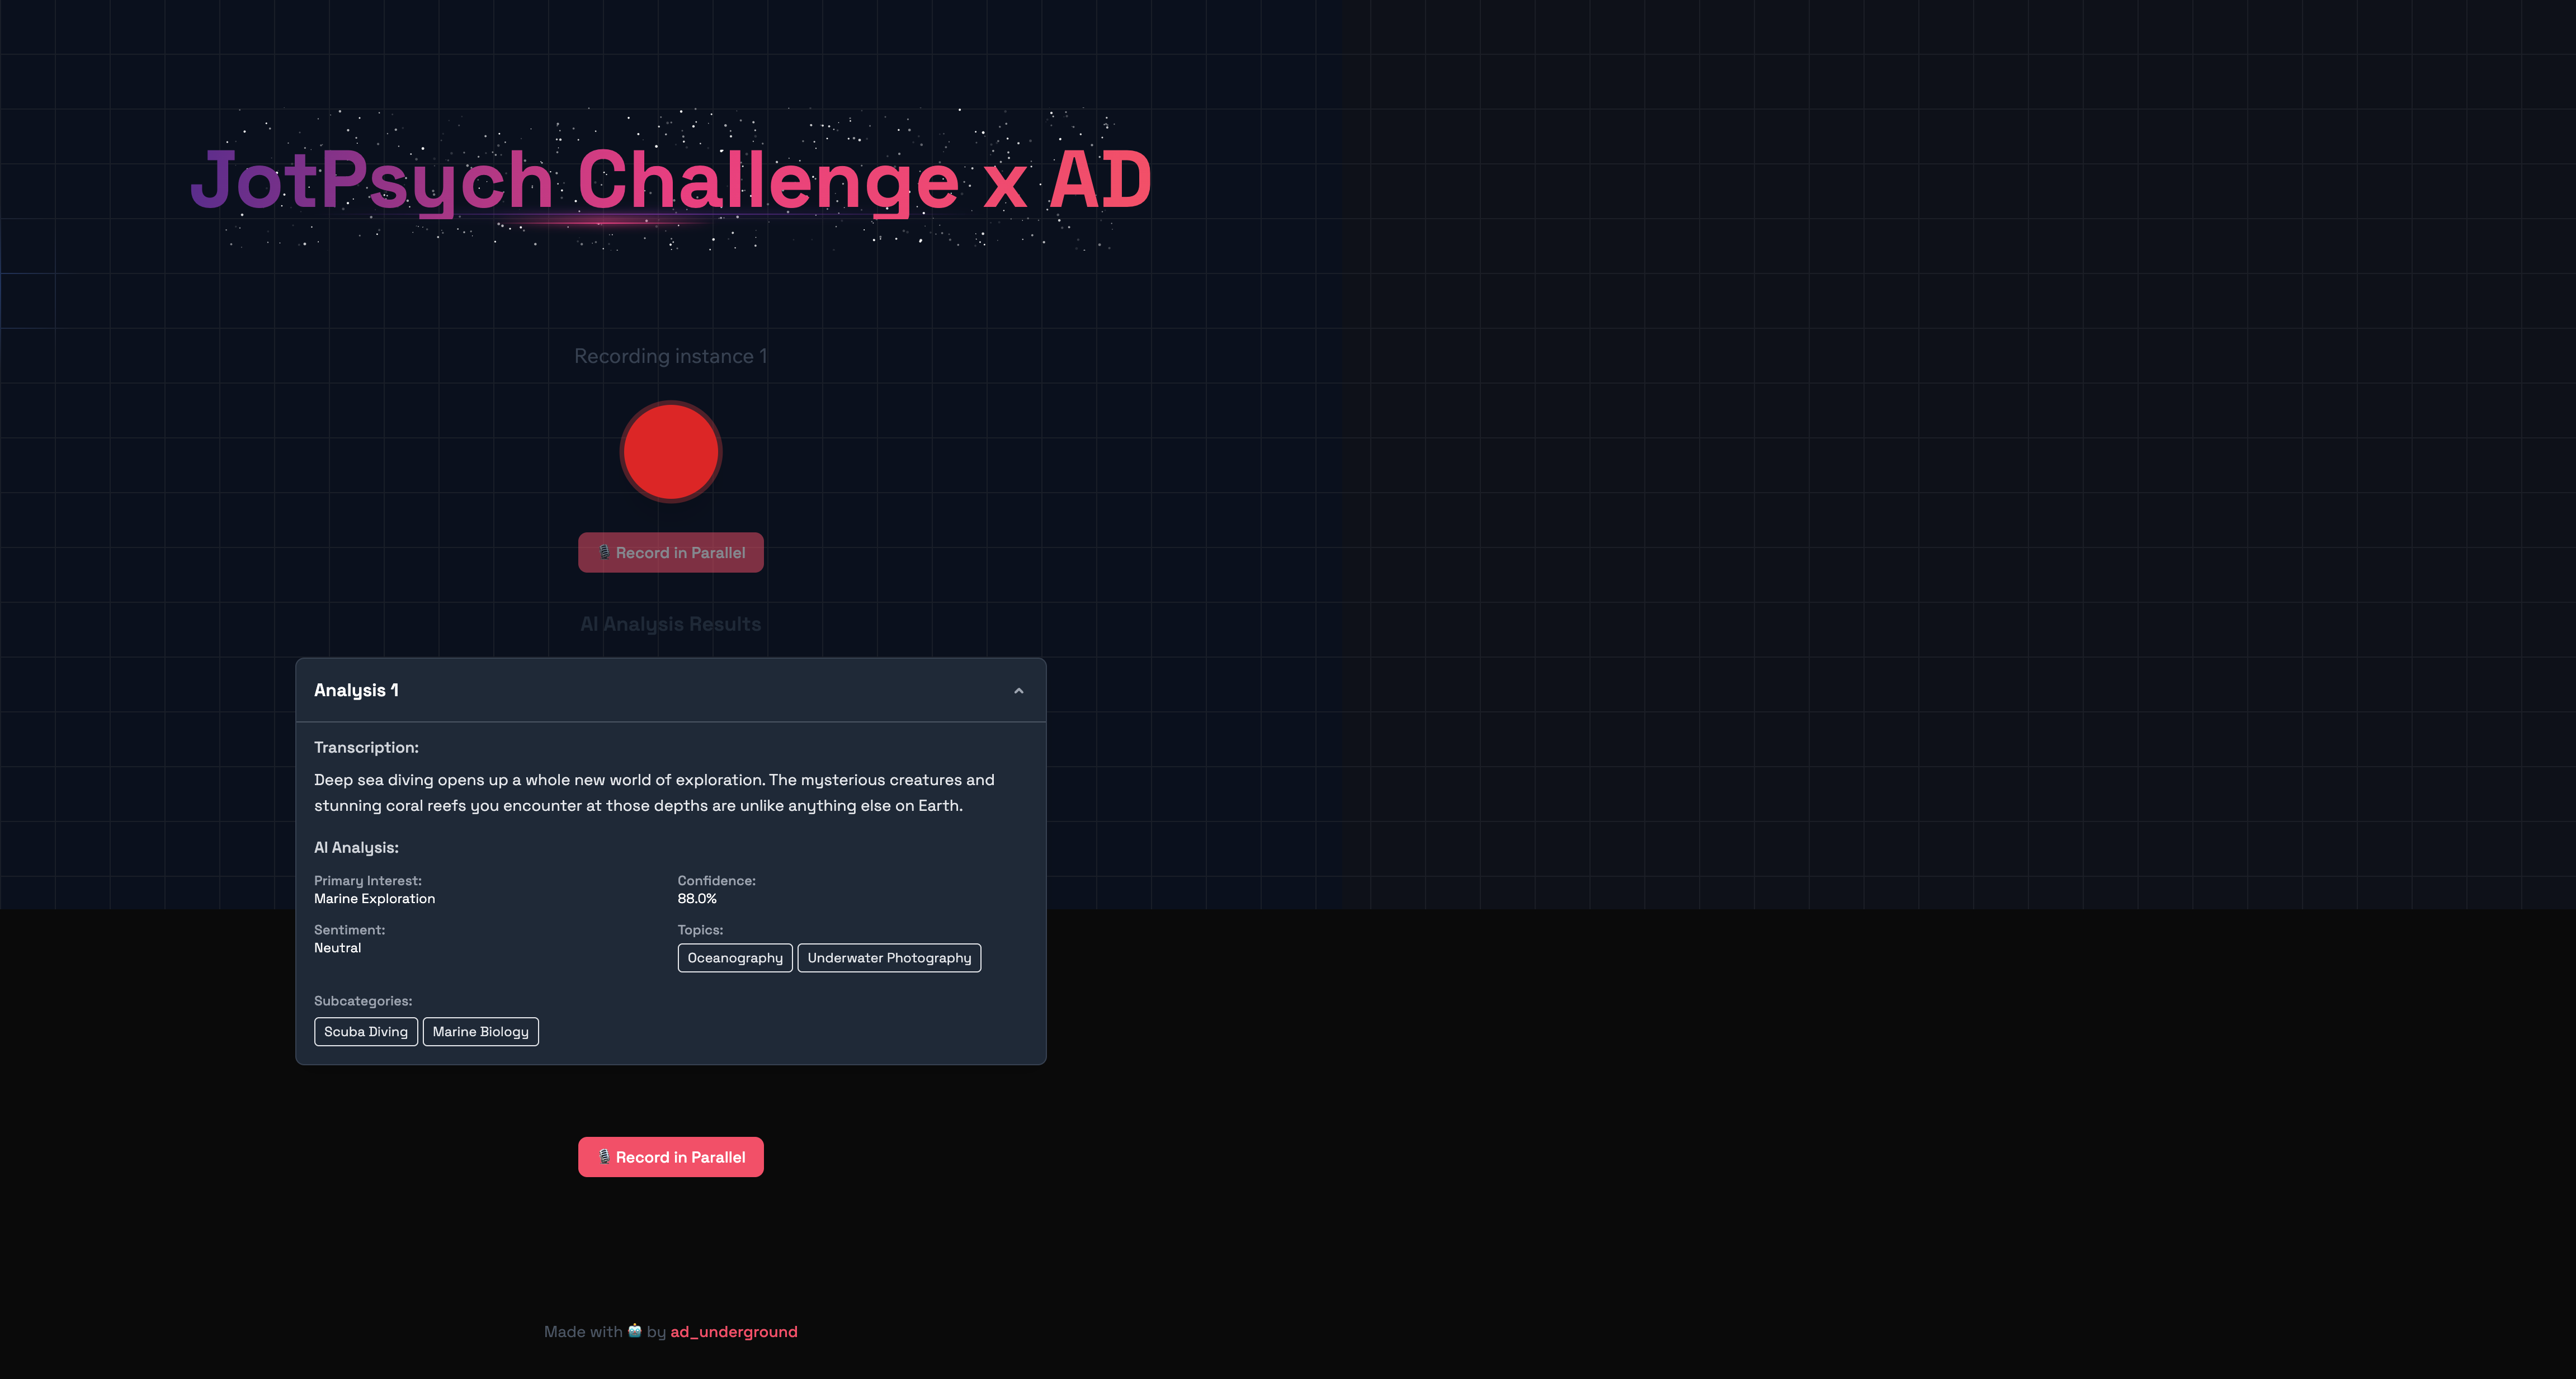 JotPsych Challenge x AD
Recording instance 1
🎙️ Record in Parallel
AI Analysis Results
Analysis 1
Transcription:
Deep sea diving opens up a whole new world of exploration. The mysterious creatures and
stunning coral reefs you encounter at those depths are unlike anything else on Earth.
AI Analysis:
Primary Interest:
Marine Exploration
Confidence:
88.0%
Sentiment:
Neutral
Topics:
Oceanography
Underwater Photography
Subcategories:
Scuba Diving
Marine Biology
🎙️ Record in Parallel
Made with 🤖 by ad_underground